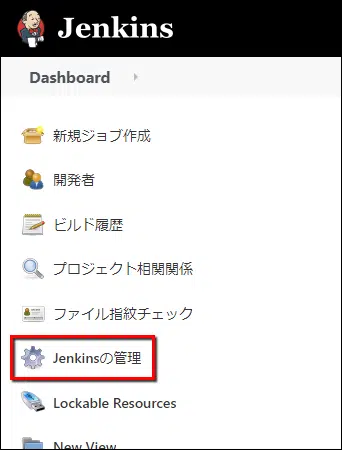 Jenkins
Dashboard
新規ジョブ作成
開発者
ビルド履歴
プロジェクト相関関係
ファイル指紋チェック
Jenkinsの管理
Lockable Resources
New View